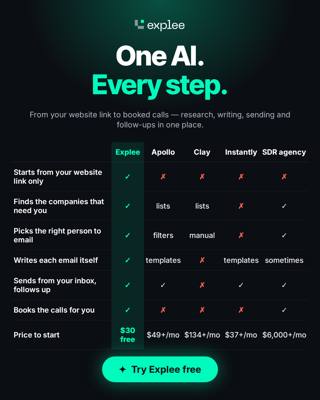 explee
One AI.
Every step.
From your website link to booked calls — research, writing, sending and
follow-ups in one place.
Explee Apollo Clay Instantly SDR agency
Starts from your website
link only ✓ ✗ ✗ ✗ ✗
Finds the companies that
need you ✓ lists lists ✗ ✓
Picks the right person to
email ✓ filters manual ✗ ✓
Writes each email itself ✓ templates ✗ templates sometimes
Sends from your inbox,
follows up ✓ ✓ ✗ ✓ ✓
Books the calls for you ✓ ✗ ✗ ✗ ✓
Price to start $30
free $49+/mo $134+/mo $37+/mo $6,000+/mo
✦ Try Explee free